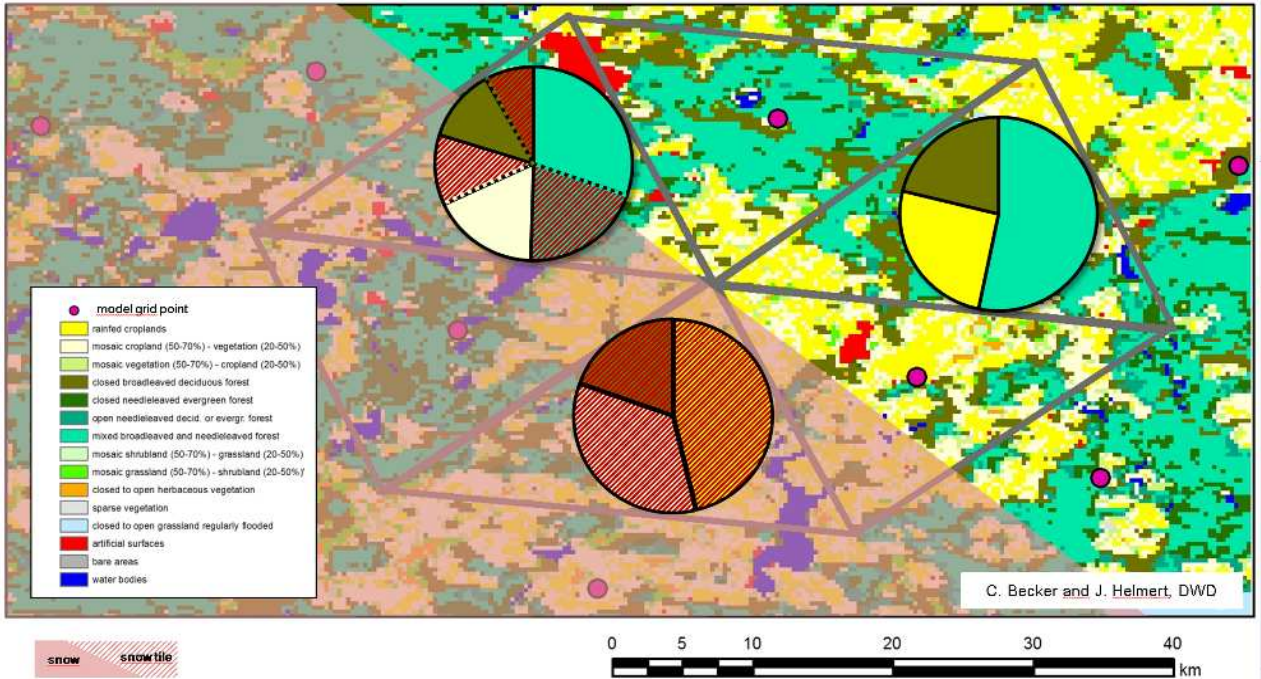 model grid point
rainfed croplands
mosaic cropland (50-70%) - vegetation (20-50%)
mosaic vegetation (50-70%) - cropland (20-50%)
closed broadleaved deciduous forest
closed needleleaved evergreen forest
open needleleaved decid. or evergr. forest
mixed broadleaved and needleleaved forest
mosaic shrubland (50-70%) - grassland (20-50%)
mosaic grassland (50-70%) - shrubland (20-50%)'
closed to open herbaceous vegetation
sparse vegetation
closed to open grassland regularly flooded
artificial surfaces
bare areas
water bodies
C. Becker and J. Helmert, DWD
snow snow tile
0 5 10 20 30 40
km